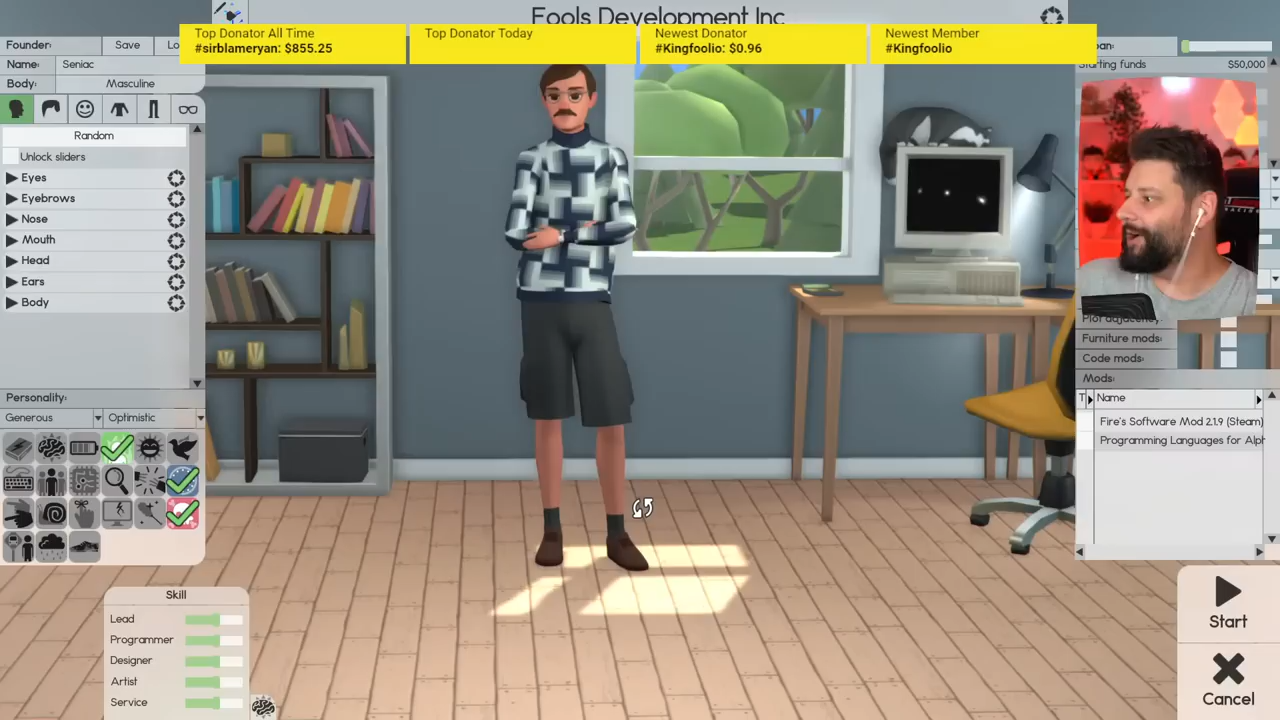 Fools Development Inc
Top Donator All Time
#sirblameryan: $855.25
Top Donator Today
Newest Donator
#Kingfoolio: $0.96
Newest Member
#Kingfoolio
Founder:
Save
Name:
Seniac
Body:
Masculine
Random
Unlock sliders
Eyes
Eyebrows
Nose
Mouth
Head
Ears
Body
Personality:
Generous
Optimistic
Skill
Lead
Programmer
Designer
Artist
Service
Starting funds
$50,000
Plot adjacency:
Furniture mods:
Code mods:
Mods:
T
Name
Fire's Software Mod 2.1.9 (Steam)
Programming Languages for Alph
Start
Cancel